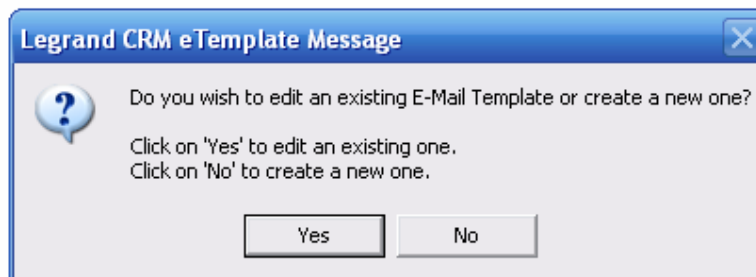 Legrand CRM eTemplate Message
Do you wish to edit an existing E-Mail Template or create a new one?
Click on 'Yes' to edit an existing one.
Click on 'No' to create a new one.
Yes
No